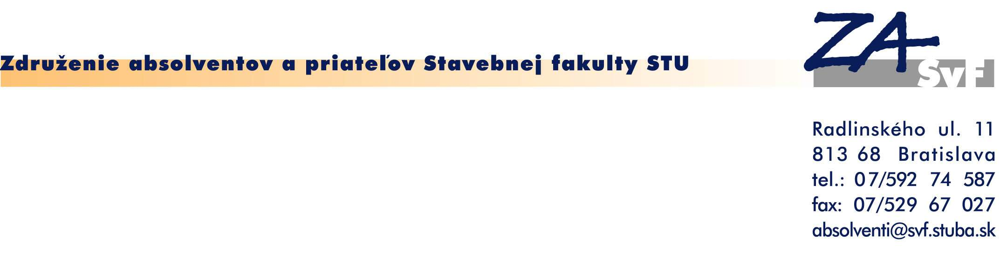 Združenie absolventov a priateľov Stavebnej fakulty STU
ZA
SvF
Radlinského ul. 11
813 68 Bratislava
tel.: 07/592 74 587
fax: 07/529 67 027
absolventi@svf.stuba.sk